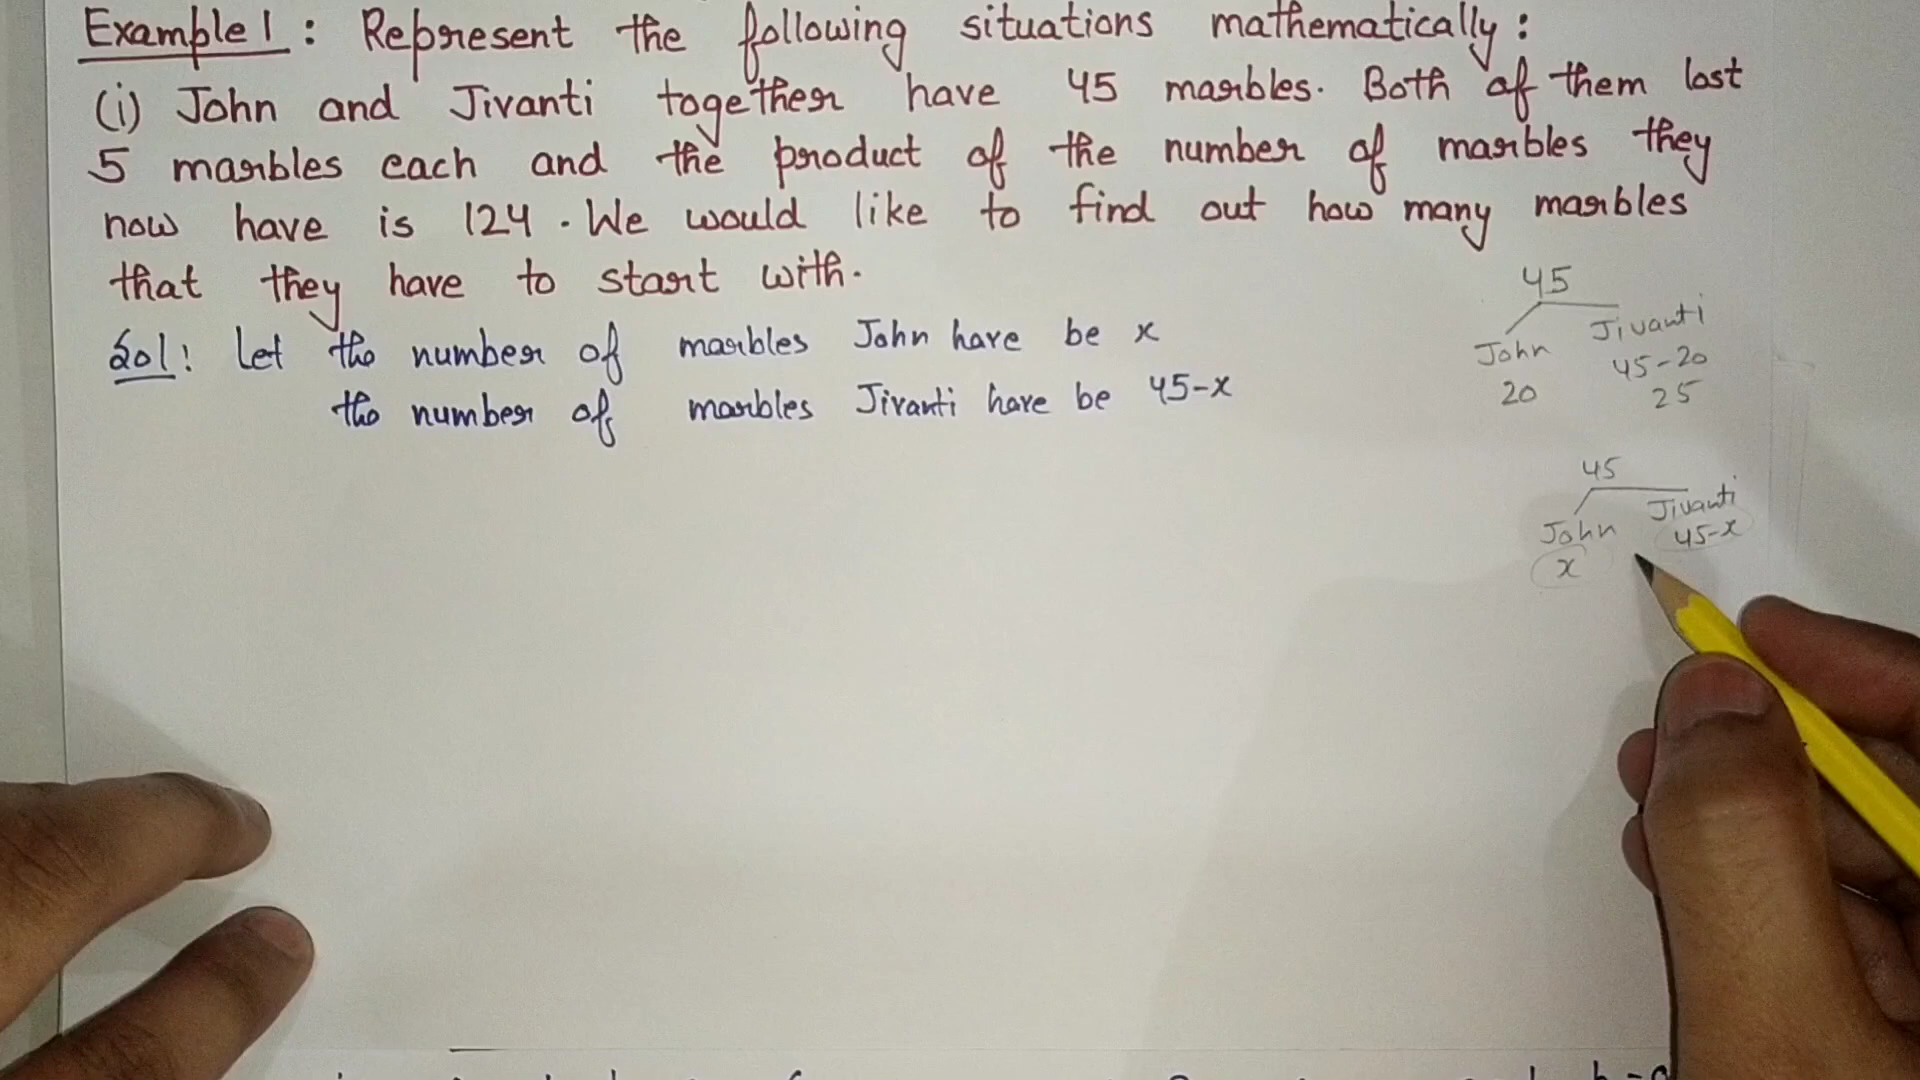 Example 1 : Represent the following situations mathematically :
(i) John and Jivanti together have 45 marbles. Both of them lost
5 marbles each and the product of the number of marbles they
now have is 124. We would like to find out how many marbles
that they have to start with.
Sol: Let the number of marbles John have be x
the number of marbles Jivanti have be 45-x
45
John Jivanti
20 45-20
25
45
John Jivanti
x 45-x